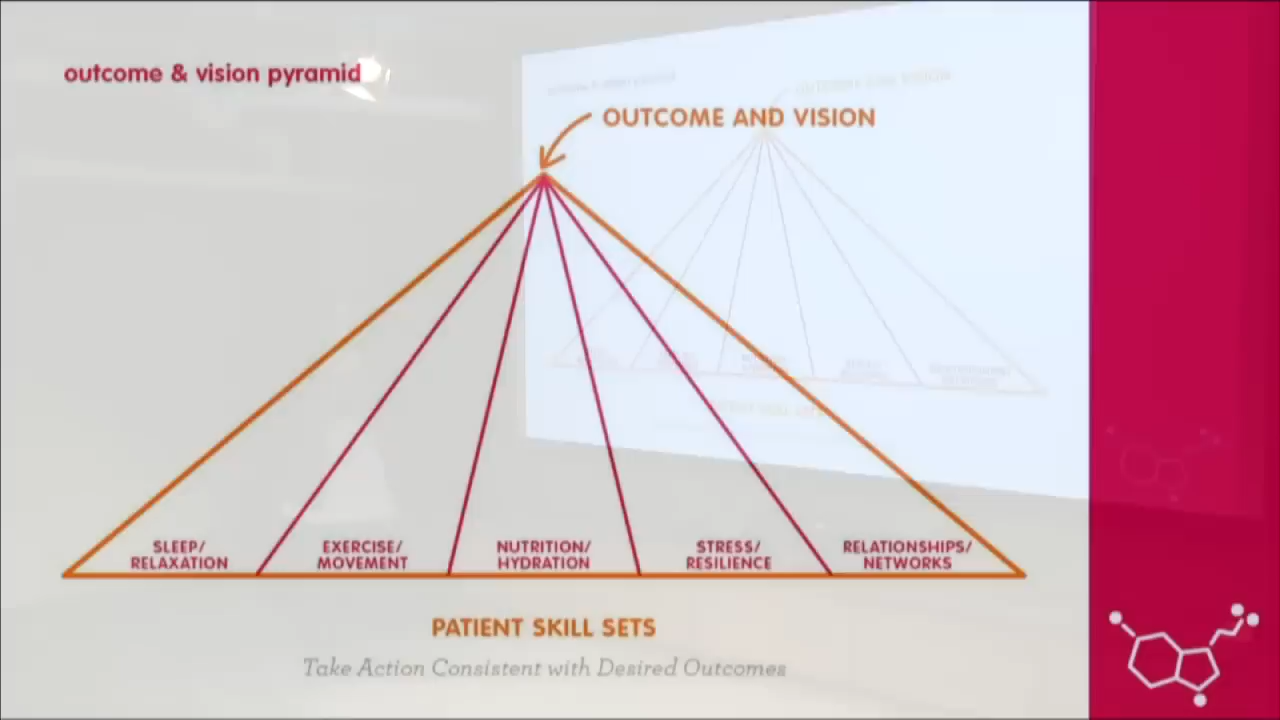 outcome & vision pyramid
OUTCOME AND VISION
SLEEP/
RELAXATION
EXERCISE/
MOVEMENT
NUTRITION/
HYDRATION
STRESS/
RESILIENCE
RELATIONSHIPS/
NETWORKS
PATIENT SKILL SETS
Take Action Consistent with Desired Outcomes